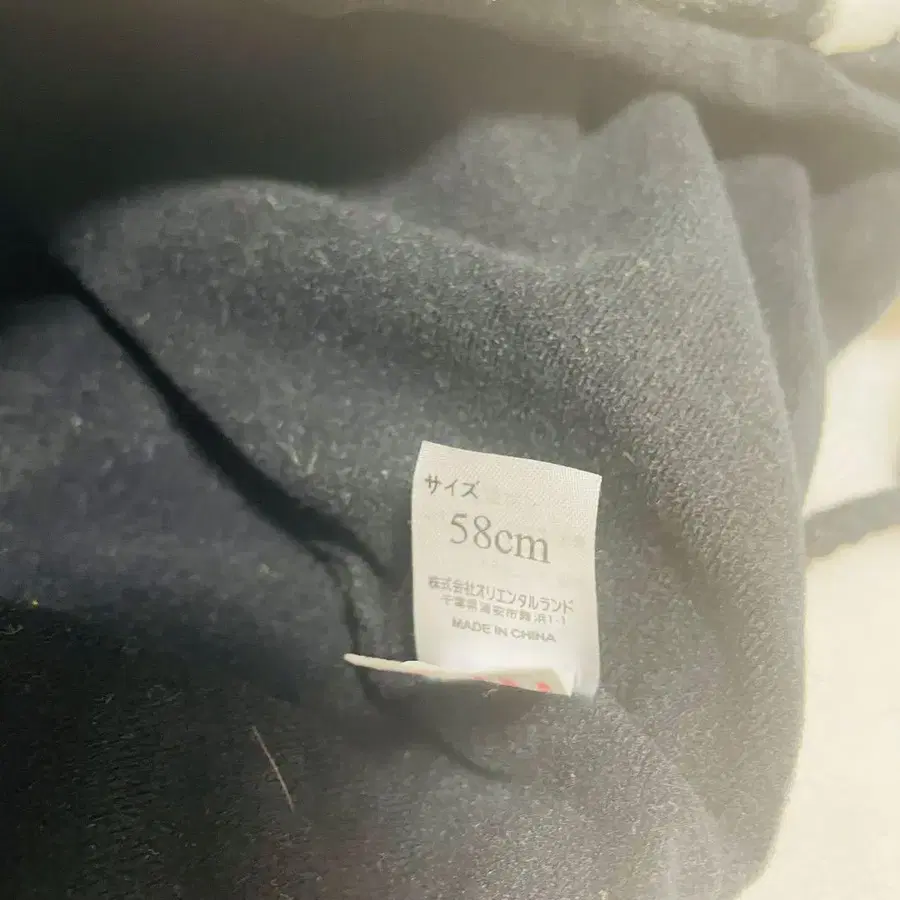 サイズ
58cm
株式会社オリエンタルランド
千葉県浦安市舞浜1-1
MADE IN CHINA